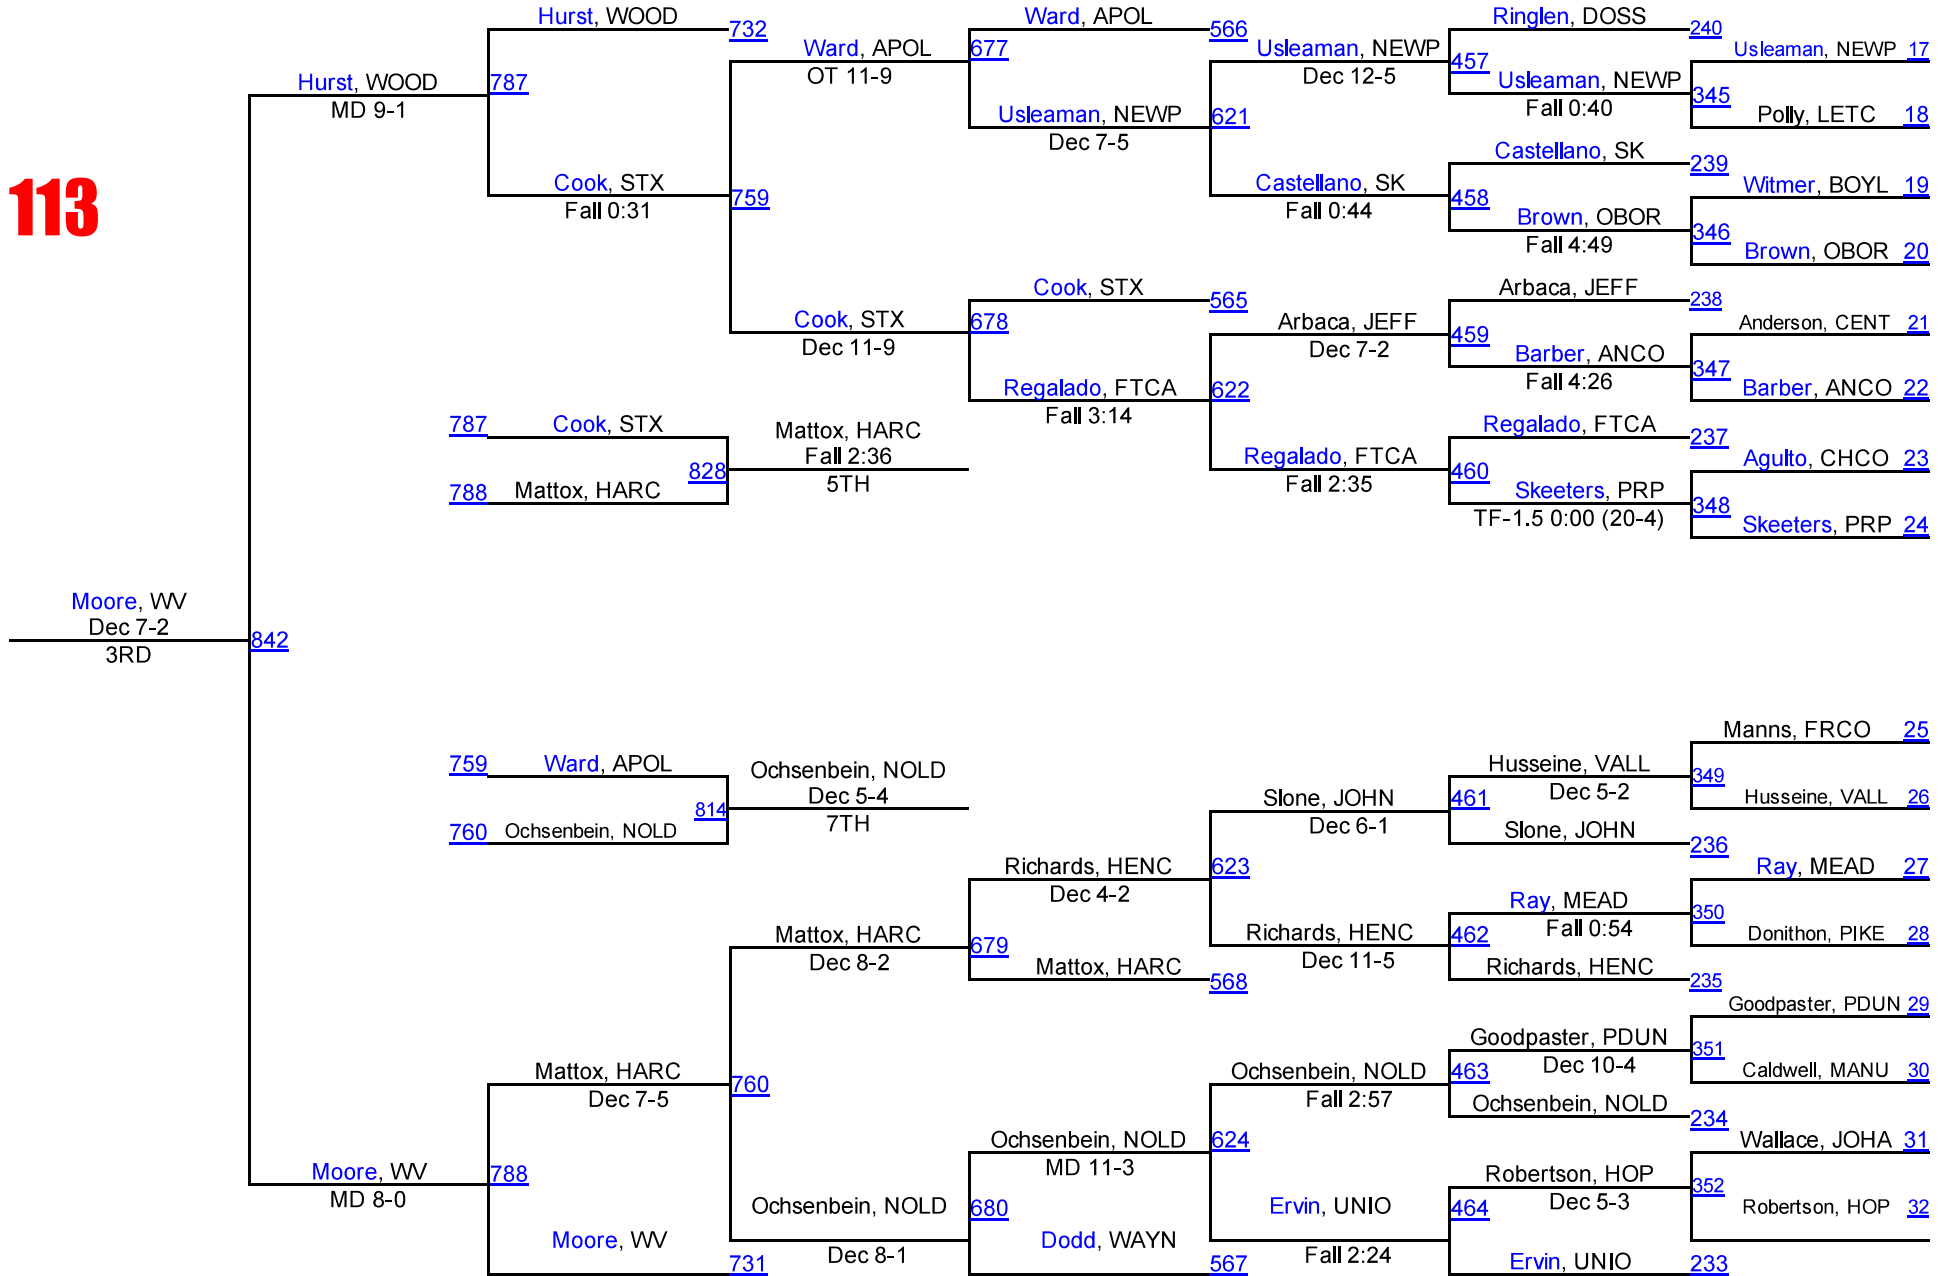 113
Hurst, WOOD
732
Ward, APOL
566
Ringlen, DOSS
240
Hurst, WOOD
MD 9-1
787
Ward, APOL
OT 11-9
677
Usleaman, NEWP
Dec 12-5
457
Usleaman, NEWP 17
Usleaman, NEWP
Fall 0:40
345
Polly, LETC 18
Usleaman, NEWP
Dec 7-5
621
Castellano, SK
239
Cook, STX
Fall 0:31
759
Castellano, SK
Fall 0:44
458
Witmer, BOYL 19
Brown, OBOR
Fall 4:49
346
Brown, OBOR 20
Cook, STX
565
Arbaca, JEFF
238
Cook, STX
Dec 11-9
678
Arbaca, JEFF
Dec 7-2
459
Anderson, CENT 21
Barber, ANCO
Fall 4:26
347
Barber, ANCO 22
Regalado, FTCA
Fall 3:14
622
787 Cook, STX
Mattox, HARC
Fall 2:36
5TH
828
788 Mattox, HARC
Regalado, FTCA
237
Regalado, FTCA
Fall 2:35
460
Agulto, CHCO 23
Skeeters, PRP
TF-1.5 0:00 (20-4)
348
Skeeters, PRP 24
Moore, WV
Dec 7-2
3RD
842
759 Ward, APOL
Ochsenbein, NOLD
Dec 5-4
7TH
814
760 Ochsenbein, NOLD
Manns, FRCO 25
Husseine, VALL
Dec 5-2
349
Husseine, VALL 26
Slone, JOHN
Dec 6-1
461
Slone, JOHN
236
Richards, HENC
Dec 4-2
623
Ray, MEAD 27
Ray, MEAD
Fall 0:54
350
Donithon, PIKE 28
Mattox, HARC
Dec 8-2
679
Richards, HENC
Dec 11-5
462
Richards, HENC
235
Mattox, HARC
568
Goodpaster, PDUN 29
Goodpaster, PDUN
Dec 10-4
351
Caldwell, MANU 30
Mattox, HARC
Dec 7-5
760
Ochsenbein, NOLD
Fall 2:57
463
Ochsenbein, NOLD
234
Ochsenbein, NOLD
MD 11-3
624
Wallace, JOHA 31
Moore, WV
MD 8-0
788
Robertson, HOP
Dec 5-3
352
Robertson, HOP 32
Ochsenbein, NOLD
Dec 8-1
680
Ervin, UNIO
Fall 2:24
464
Moore, WV
731
Dodd, WAYN
567
Ervin, UNIO
233